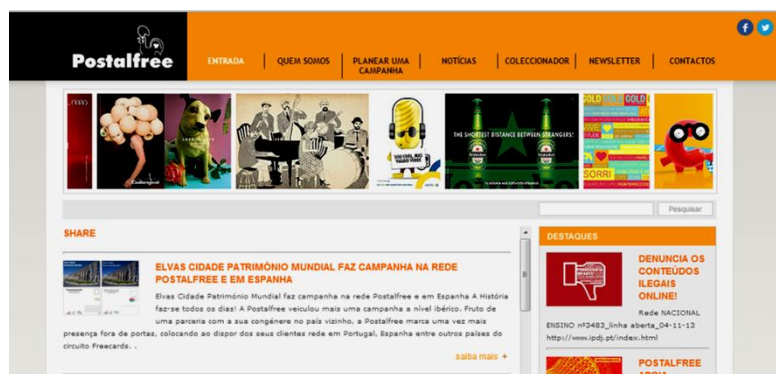 Postalfree
ENTRADA
QUEM SOMOS
PLANEAR UMA
CAMPANHA
NOTÍCIAS
COLECCIONADOR
NEWSLETTER
CONTACTOS
THE SHORTEST DISTANCE BETWEEN STRANGERS!
GOLD GOLD
VIVE
SORRI
Pesquisar
SHARE
ELVAS CIDADE PATRIMÓNIO MUNDIAL FAZ CAMPANHA NA REDE
POSTALFREE E EM ESPANHA
Elvas Cidade Património Mundial faz campanha na rede Postalfree e em Espanha A História
faz-se todos os dias! A Postalfree veiculou mais uma campanha a nível ibérico. Fruto de
uma parceria com a sua congénere no país vizinho, a Postalfree marca uma vez mais
presença fora de portas, colocando ao dispor dos seus clientes rede em Portugal, Espanha entre outros países do
circuito Freecards. .
saiba mais +
DESTAQUES
DENUNCIA OS
CONTEÚDOS
ILEGAIS
ONLINE!
Rede NACIONAL
ENSINO nº3483_linha aberta_04-11-13
http://www.ipdj.pt/index.html
POSTALFREE
APOIA